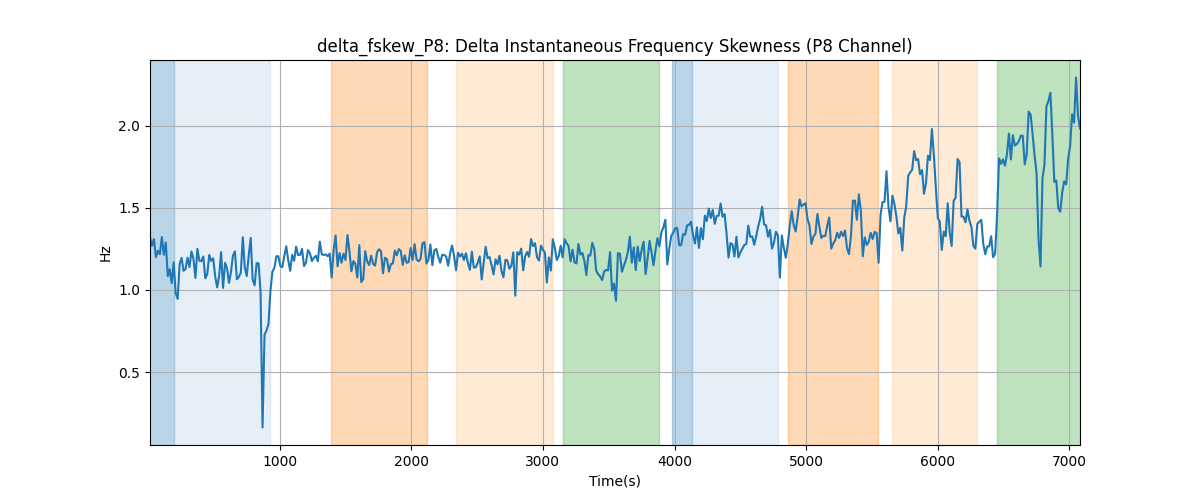 delta_fskew_P8: Delta Instantaneous Frequency Skewness (P8 Channel)
2.0
1.5
1.0
0.5
Hz
1000 2000 3000 4000 5000 6000 7000
Time(s)